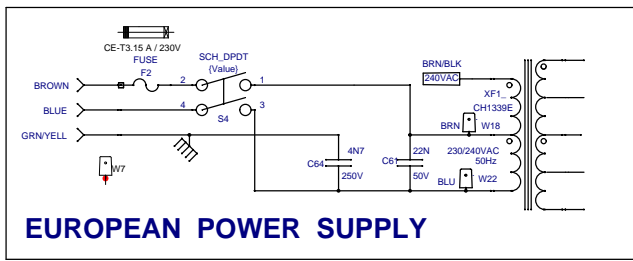 CE-T3.15 A / 230V
FUSE
F2
SCH_DPDT
{Value}
BROWN
2
1
BLUE
4
3
S4
GRN/YELL
W7
4N7
C64
250V
22N
C61
50V
BRN/BLK
240VAC
XF1_
CH1339E
BRN
W18
230/240VAC
50Hz
BLU
W22
EUROPEAN POWER SUPPLY